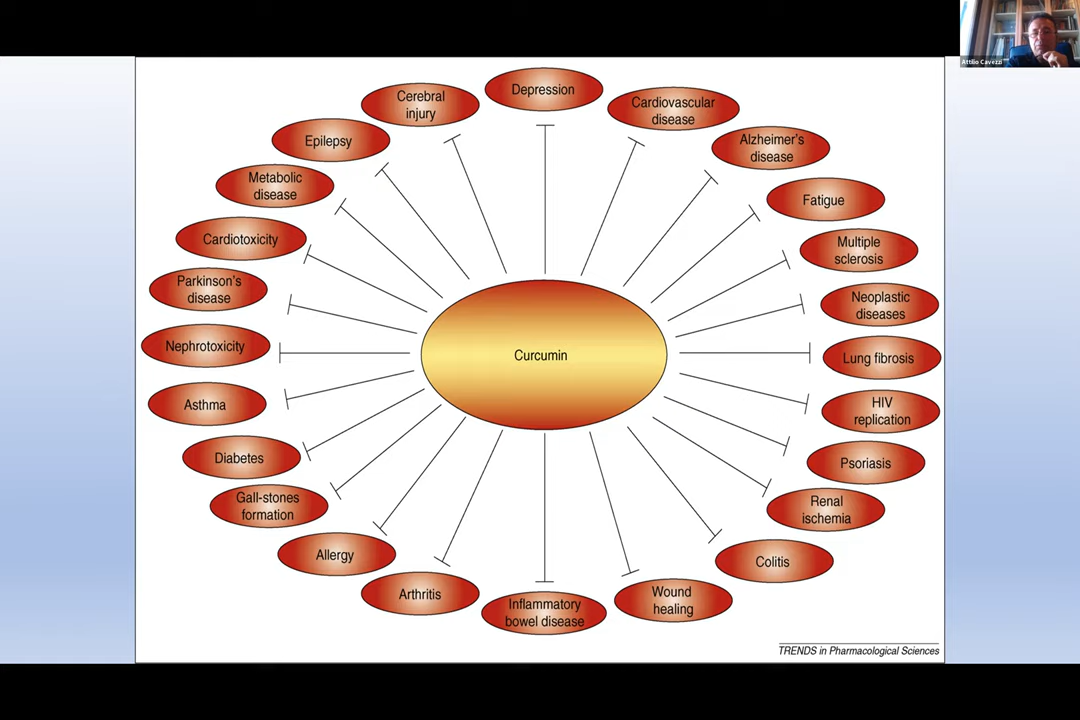 Attilio Cavezzi
Depression
Cerebral
injury
Cardiovascular
disease
Epilepsy
Alzheimer's
disease
Metabolic
disease
Fatigue
Cardiotoxicity
Multiple
sclerosis
Parkinson's
disease
Neoplastic
diseases
Nephrotoxicity
Curcumin
Lung fibrosis
Asthma
HIV
replication
Diabetes
Psoriasis
Gall-stones
formation
Renal
ischemia
Allergy
Colitis
Arthritis
Inflammatory
bowel disease
Wound
healing
TRENDS in Pharmacological Sciences